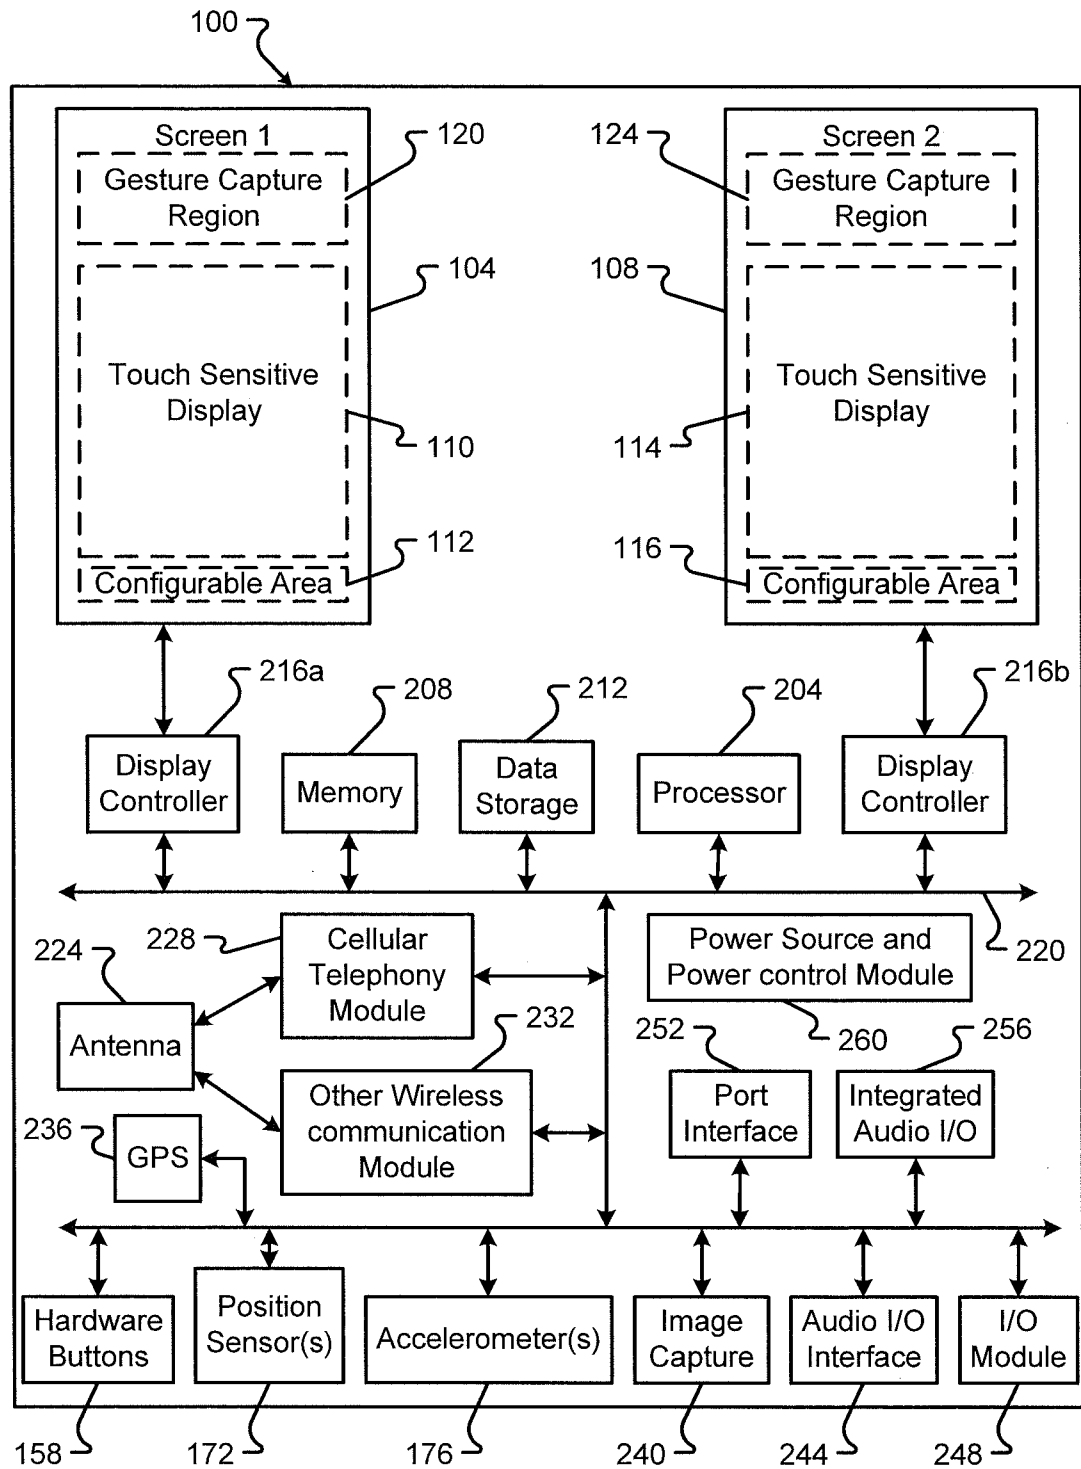 100
Screen 1
Gesture Capture
Region
120
104
Touch Sensitive
Display
110
112
Configurable Area
Screen 2
124
Gesture Capture
Region
108
Touch Sensitive
Display
114
116
Configurable Area
216a
208
212
204
216b
Display
Controller
Memory
Data
Storage
Processor
Display
Controller
220
228
Cellular
Telephony
Module
224
Antenna
Power Source and
Power control Module
260
232
Other Wireless
communication
Module
252
Port
Interface
256
Integrated
Audio I/O
236
GPS
Hardware
Buttons
Position
Sensor(s)
Accelerometer(s)
Image
Capture
Audio I/O
Interface
I/O
Module
158
172
176
240
244
248